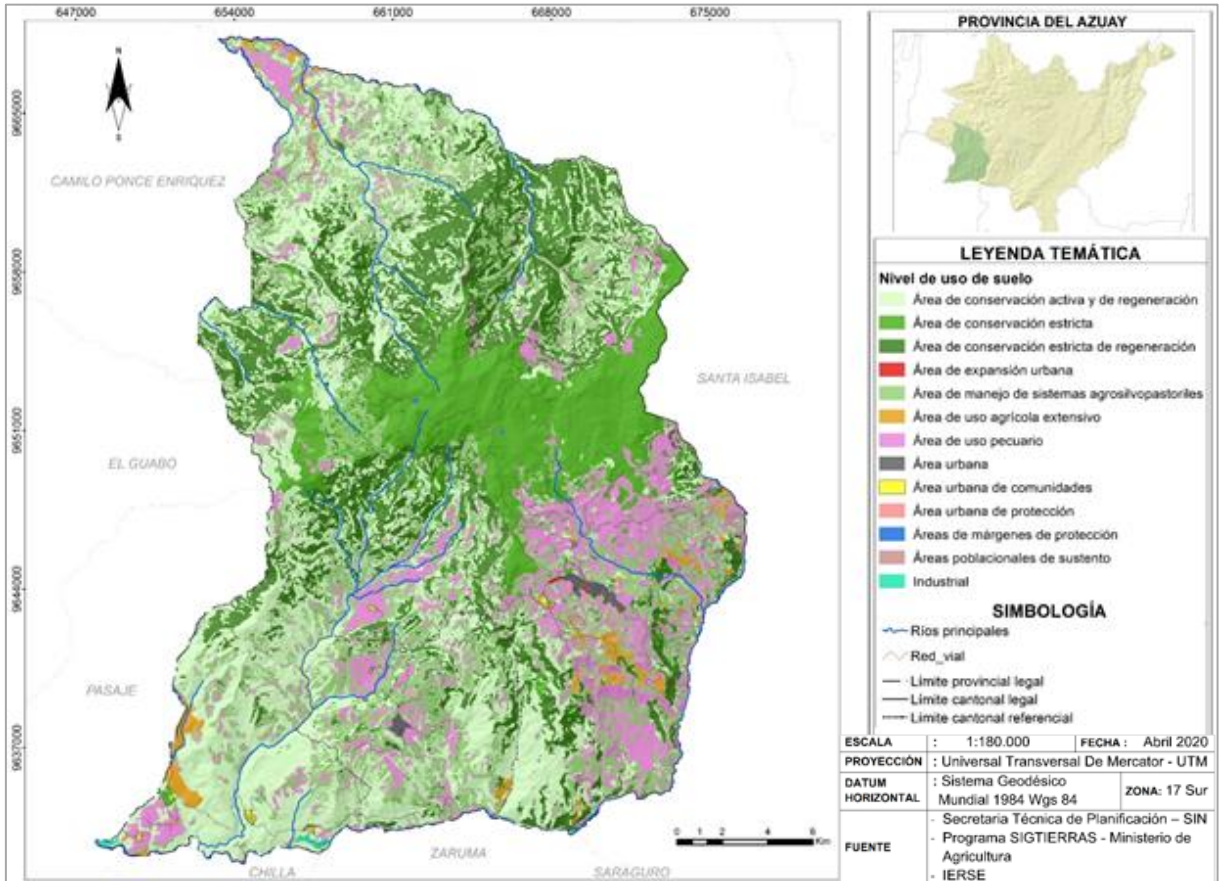 647000 654000 661000 668000 675000
9665000
9658000
9651000
9644000
9637000
N
S
CAMILO PONCE ENRIQUEZ
SANTA ISABEL
EL GUABO
PASAJE
ZARUMA
CHILLA
SARAGURO
0 1 2 4 6
Km
PROVINCIA DEL AZUAY
LEYENDA TEMÁTICA
Nivel de uso de suelo
Área de conservación activa y de regeneración
Área de conservación estricta
Área de conservación estricta de regeneración
Área de expansión urbana
Área de manejo de sistemas agrosilvopastoriles
Área de uso agrícola extensivo
Área de uso pecuario
Área urbana
Área urbana de comunidades
Área urbana de protección
Áreas de márgenes de protección
Áreas poblacionales de sustento
Industrial
SIMBOLOGÍA
Ríos principales
Red_vial
Límite provincial legal
Límite cantonal legal
Límite cantonal referencial
ESCALA : 1:180.000 FECHA : Abril 2020
PROYECCIÓN : Universal Transversal De Mercator - UTM
DATUM HORIZONTAL : Sistema Geodésico Mundial 1984 Wgs 84 ZONA: 17 Sur
FUENTE
- Secretaria Técnica de Planificación – SIN
- Programa SIGTIERRAS - Ministerio de Agricultura
- IERSE